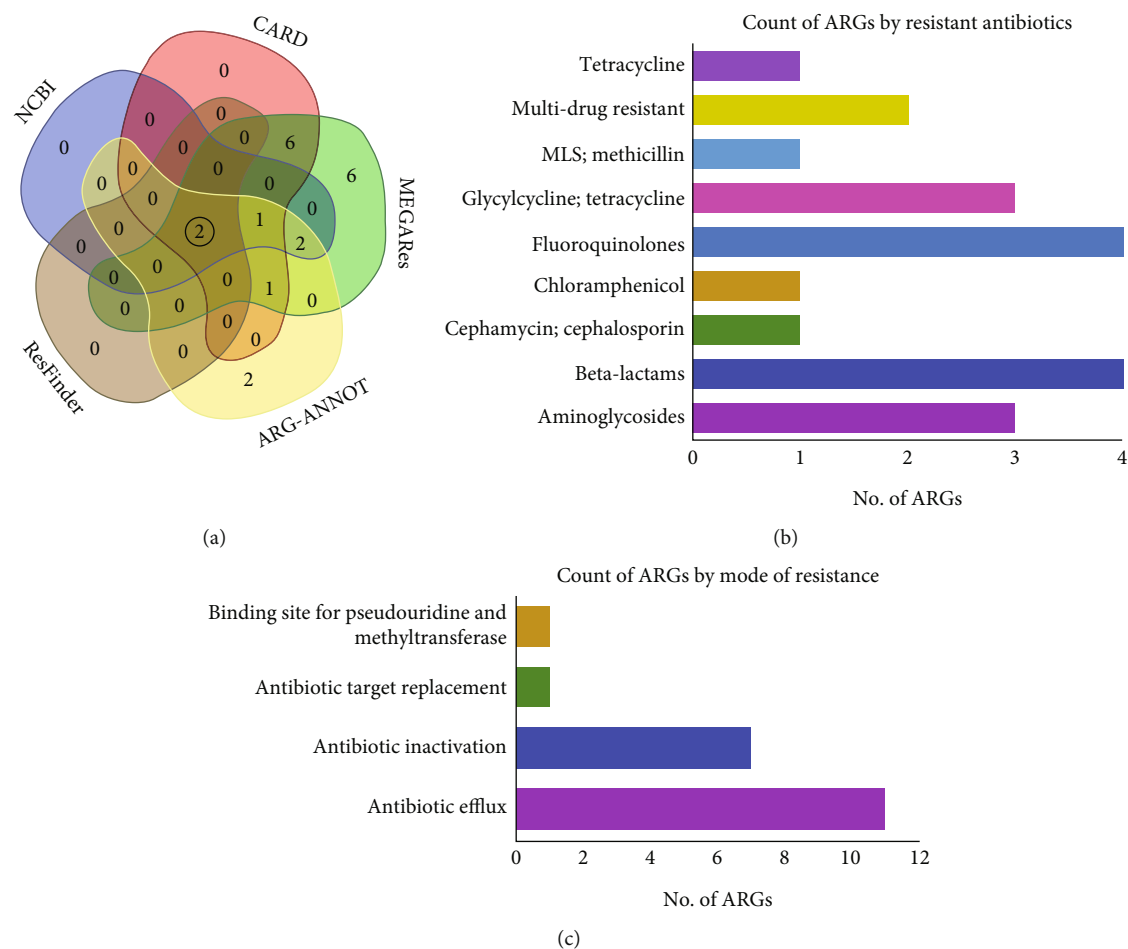 CARD
NCBI
MEGARes
ResFinder
ARG-ANNOT
0
0
0
0
0
0
6
0
6
0
0
0
0
0
0
0
1
0
2
2
0
0
0
0
0
1
0
0
0
0
0
0
2
(a)
Count of ARGs by resistant antibiotics
Tetracycline
Multi-drug resistant
MLS; methicillin
Glycylcycline; tetracycline
Fluoroquinolones
Chloramphenicol
Cephamycin; cephalosporin
Beta-lactams
Aminoglycosides
0 1 2 3 4
No. of ARGs
(b)
Count of ARGs by mode of resistance
Binding site for pseudouridine and
methyltransferase
Antibiotic target replacement
Antibiotic inactivation
Antibiotic efflux
0 2 4 6 8 10 12
No. of ARGs
(c)